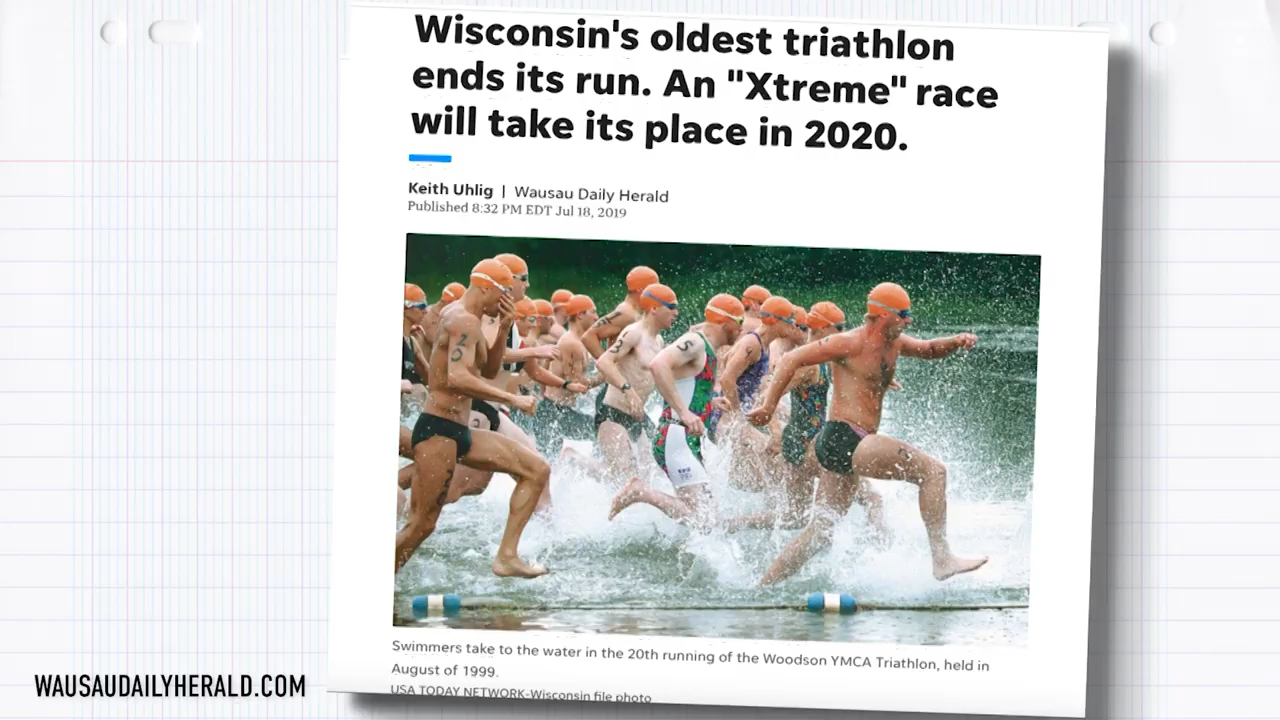 Wisconsin's oldest triathlon
ends its run. An "Xtreme" race
will take its place in 2020.
Keith Uhlig | Wausau Daily Herald
Published 8:32 PM EDT Jul 18, 2019
Swimmers take to the water in the 20th running of the Woodson YMCA Triathlon, held in
August of 1999.
USA TODAY NETWORK-Wisconsin file photo
WAUSAUDAILYHERALD.COM